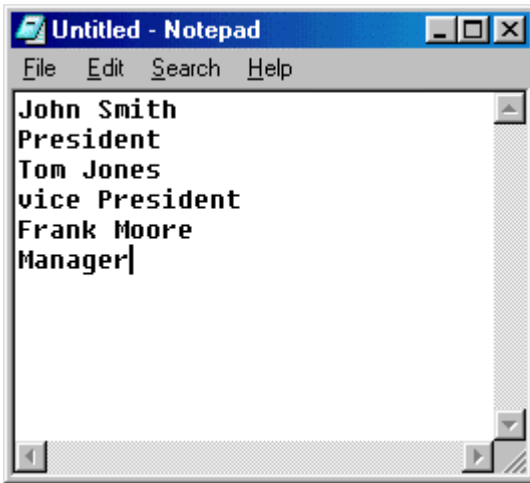 Untitled - Notepad
File Edit Search Help
John Smith
President
Tom Jones
vice President
Frank Moore
Manager